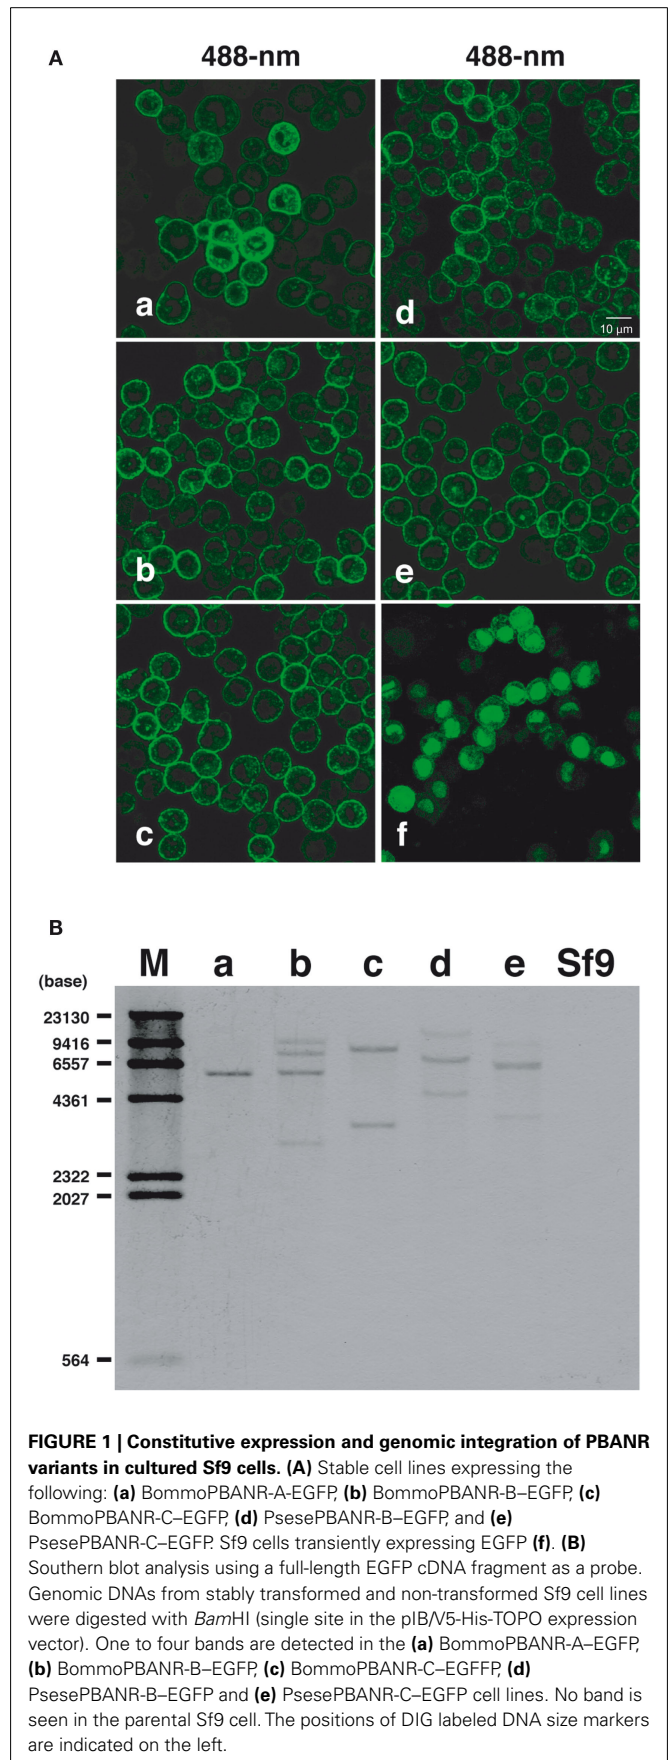 A
488-nm 488-nm
a
d
10 µm
b
e
c
f
B
(base) M a b c d e Sf9
23130
9416
6557
4361
2322
2027
564
FIGURE 1 | Constitutive expression and genomic integration of PBANR
variants in cultured Sf9 cells. (A) Stable cell lines expressing the
following: (a) BommoPBANR-A-EGFP, (b) BommoPBANR-B–EGFP, (c)
BommoPBANR-C–EGFP, (d) PsesePBANR-B–EGFP, and (e)
PsesePBANR-C–EGFP. Sf9 cells transiently expressing EGFP (f). (B)
Southern blot analysis using a full-length EGFP cDNA fragment as a probe.
Genomic DNAs from stably transformed and non-transformed Sf9 cell lines
were digested with BamHI (single site in the pIB/V5-His-TOPO expression
vector). One to four bands are detected in the (a) BommoPBANR-A–EGFP,
(b) BommoPBANR-B–EGFP, (c) BommoPBANR-C–EGFFP, (d)
PsesePBANR-B–EGFP and (e) PsesePBANR-C–EGFP cell lines. No band is
seen in the parental Sf9 cell. The positions of DIG labeled DNA size markers
are indicated on the left.